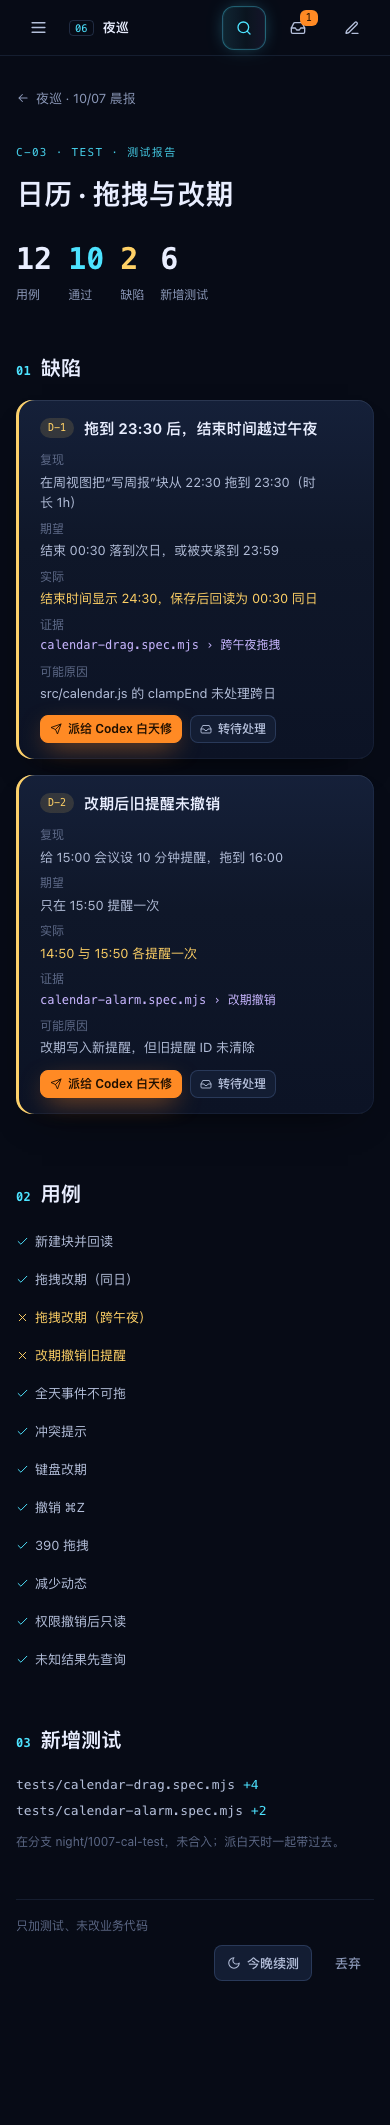 06 夜巡
1
← 夜巡 · 10/07 晨报
C-03 · TEST · 测试报告
日历 · 拖拽与改期
12 10 2 6
用例 通过 缺陷 新增测试
01 缺陷
D-1 拖到 23:30 后，结束时间越过午夜
复现
在周视图把“写周报”块从 22:30 拖到 23:30（时
长 1h）
期望
结束 00:30 落到次日，或被夹紧到 23:59
实际
结束时间显示 24:30，保存后回读为 00:30 同日
证据
calendar-drag.spec.mjs › 跨午夜拖拽
可能原因
src/calendar.js 的 clampEnd 未处理跨日
派给 Codex 白天修 转待处理
D-2 改期后旧提醒未撤销
复现
给 15:00 会议设 10 分钟提醒，拖到 16:00
期望
只在 15:50 提醒一次
实际
14:50 与 15:50 各提醒一次
证据
calendar-alarm.spec.mjs › 改期撤销
可能原因
改期写入新提醒，但旧提醒 ID 未清除
派给 Codex 白天修 转待处理
02 用例
新建块并回读
拖拽改期（同日）
拖拽改期（跨午夜）
改期撤销旧提醒
全天事件不可拖
冲突提示
键盘改期
撤销 ⌘Z
390 拖拽
减少动态
权限撤销后只读
未知结果先查询
03 新增测试
tests/calendar-drag.spec.mjs +4
tests/calendar-alarm.spec.mjs +2
在分支 night/1007-cal-test，未合入；派白天时一起带过去。
只加测试、未改业务代码
今晚续测 丢弃